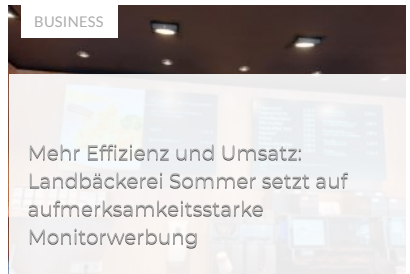 BUSINESS
Mehr Effizienz und Umsatz:
Landbäckerei Sommer setzt auf
aufmerksamkeitsstarke
Monitorwerbung